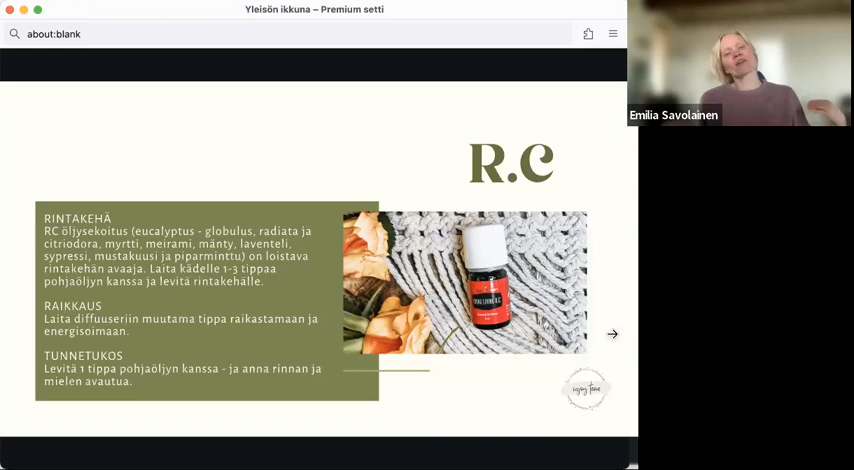 Yleisön ikkuna – Premium setti
about:blank
Emilia Savolainen
R.C
RINTAKEHÄ
RC öljysekoitus (eucalyptus - globulus, radiata ja
citriodora, myrtti, meirami, mänty, laventeli,
sypressi, mustakuusi ja piparminttu) on loistava
rintakehän avaaja. Laita kädelle 1-3 tippaa
pohjaöljyn kanssa ja levitä rintakehälle.
RAIKKAUS
Laita diffuuseriin muutama tippa raikastamaan ja
energisoimaan.
TUNNETUKOS
Levitä 1 tippa pohjaöljyn kanssa - ja anna rinnan ja
mielen avautua.
YOUNG LIVING R.C.